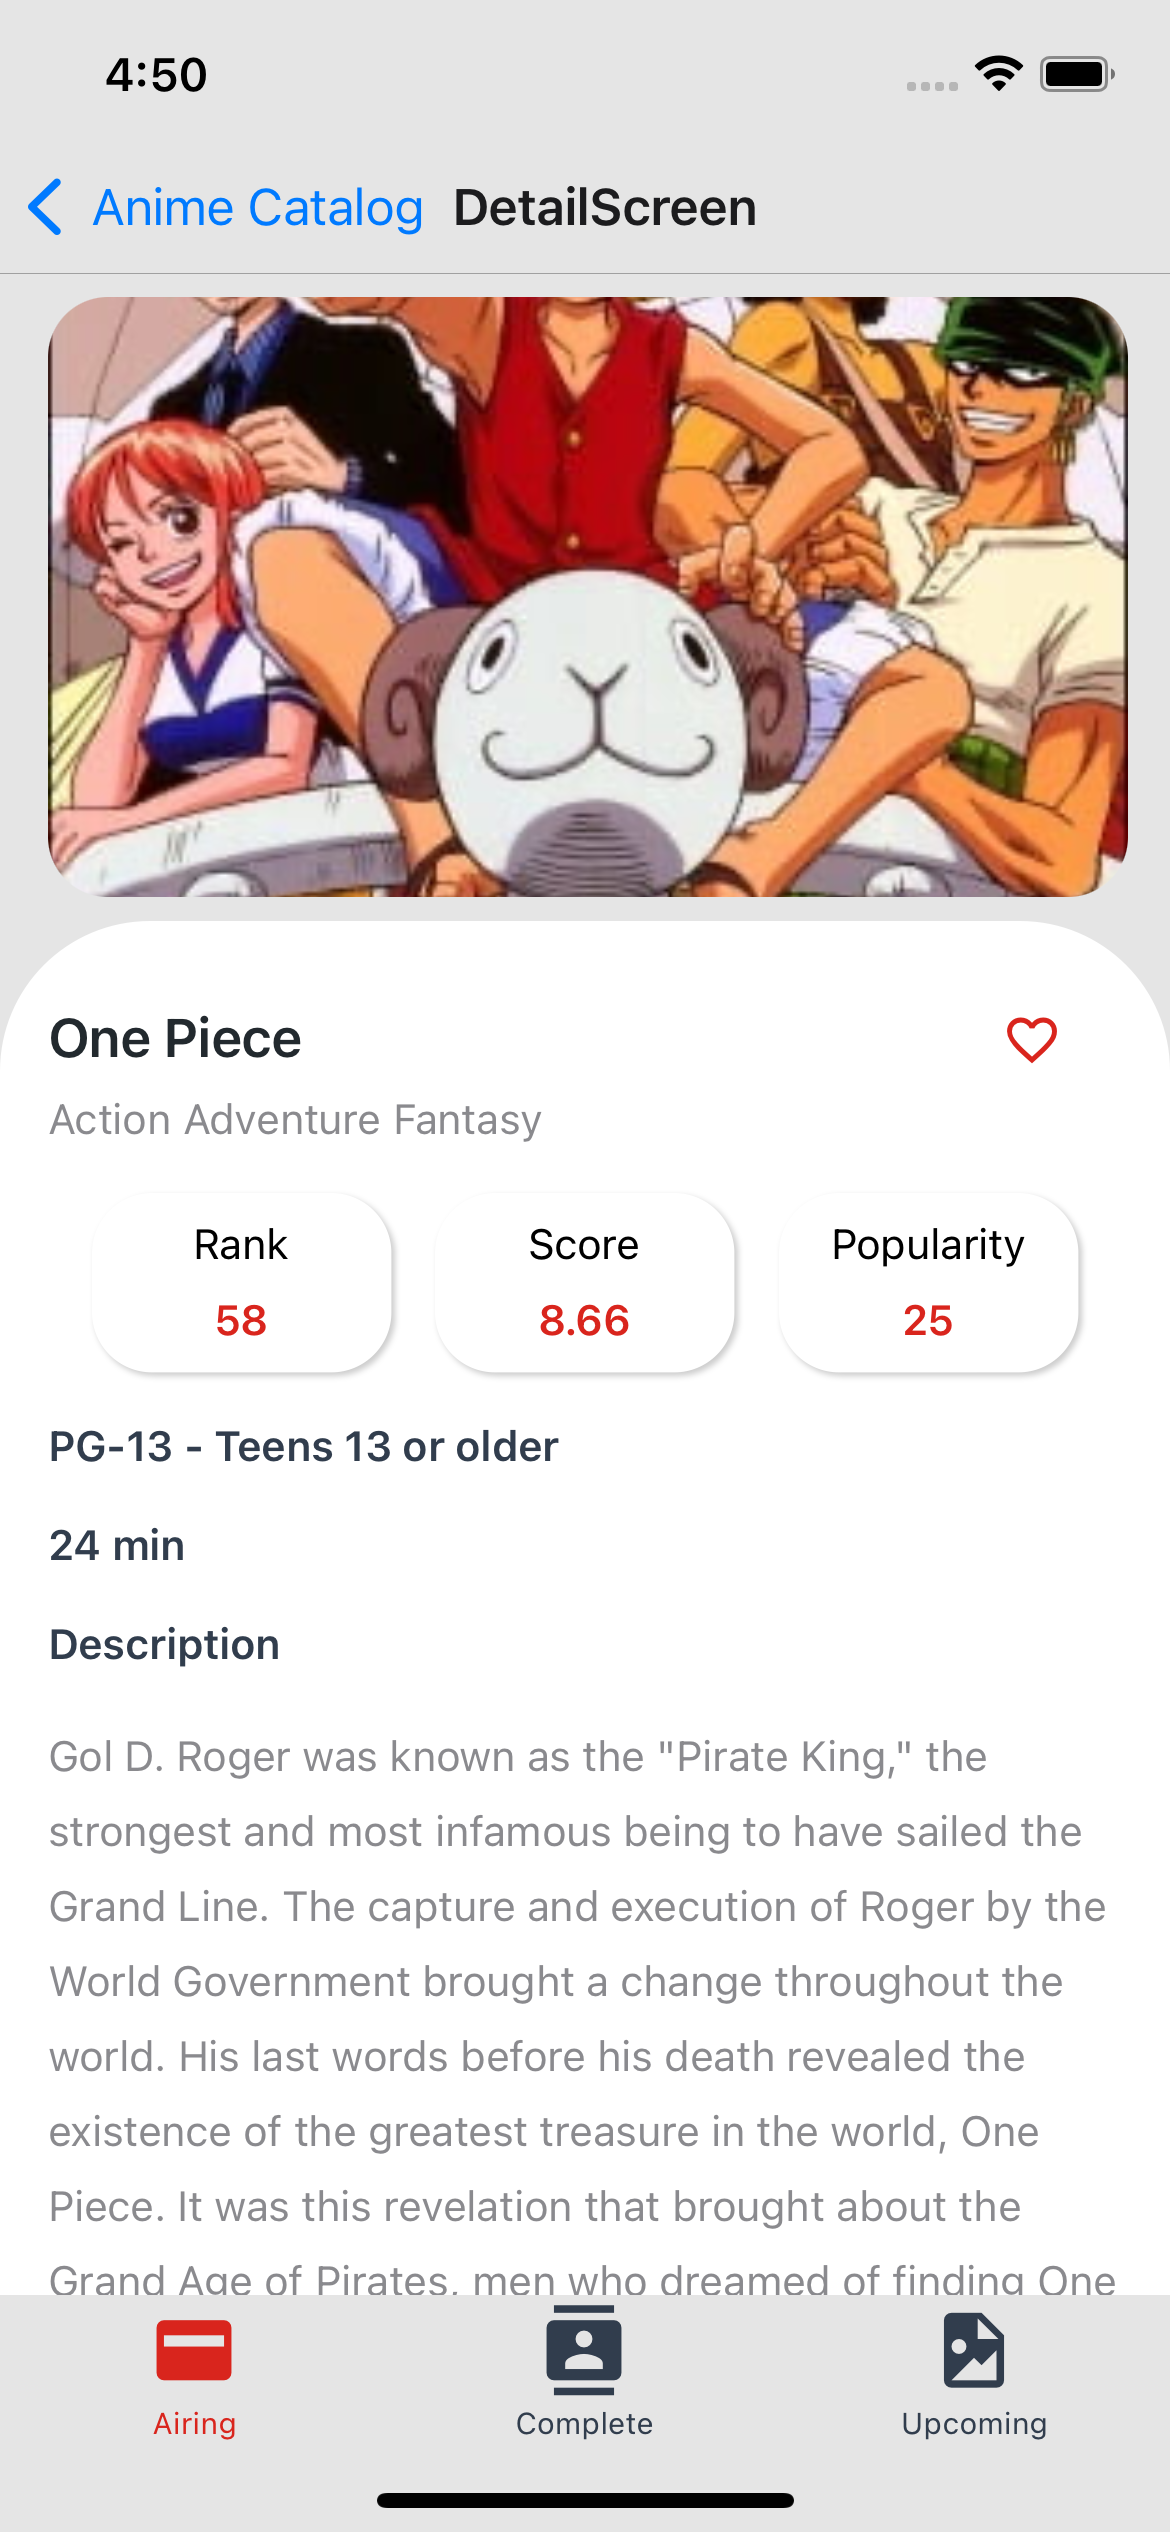 4:50
Anime Catalog DetailScreen
One Piece
Action Adventure Fantasy
Rank Score Popularity
58 8.66 25
PG-13 - Teens 13 or older
24 min
Description
Gol D. Roger was known as the "Pirate King," the
strongest and most infamous being to have sailed the
Grand Line. The capture and execution of Roger by the
World Government brought a change throughout the
world. His last words before his death revealed the
existence of the greatest treasure in the world, One
Piece. It was this revelation that brought about the
Grand Age of Pirates, men who dreamed of finding One
Airing Complete Upcoming